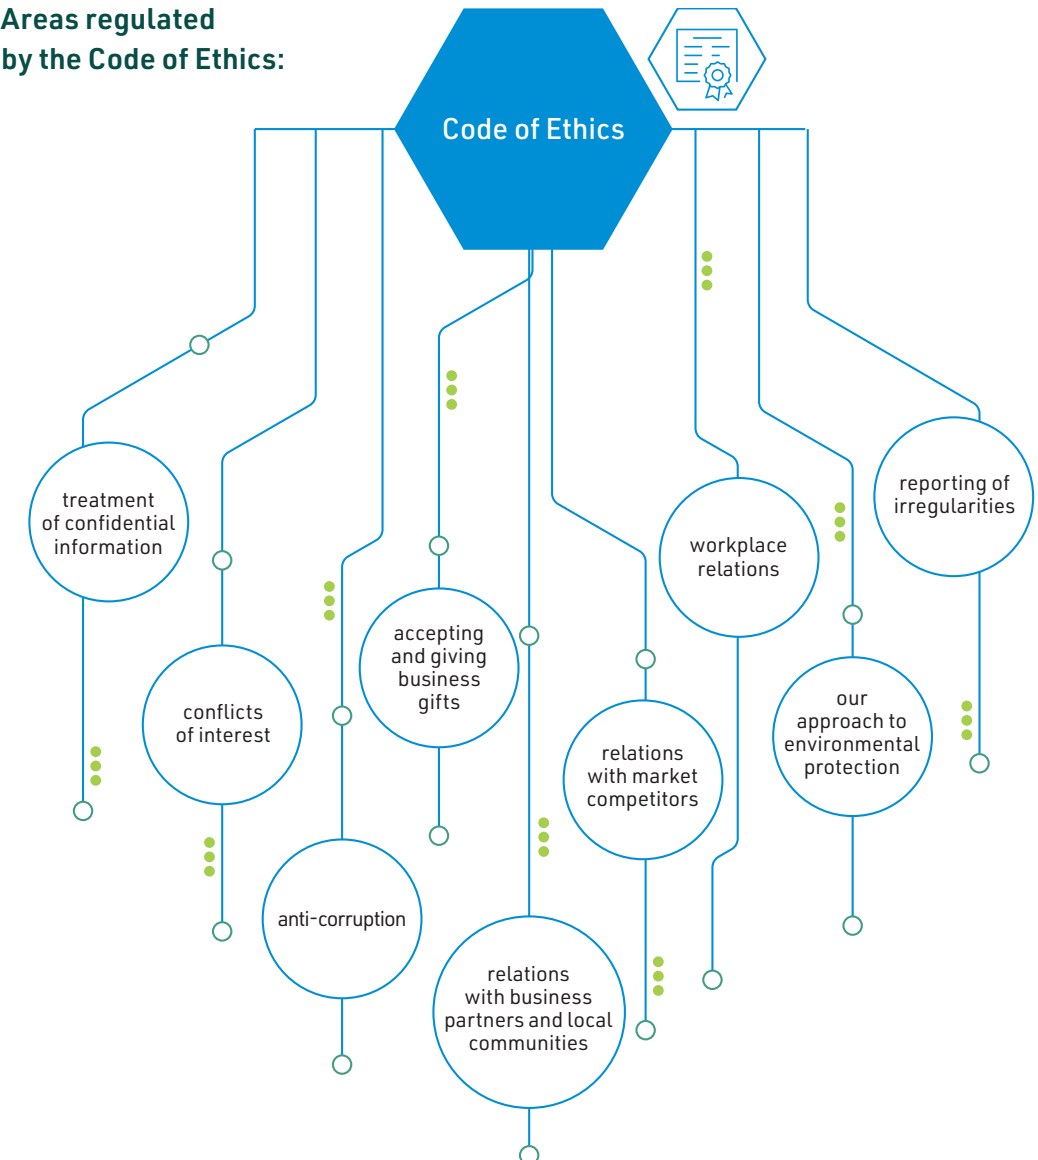 Areas regulated
by the Code of Ethics:
Code of Ethics
treatment
of confidential
information
conflicts
of interest
anti-corruption
accepting
and giving
business
gifts
relations
with business
partners and local
communities
relations
with market
competitors
workplace
relations
our
approach to
environmental
protection
reporting of
irregularities